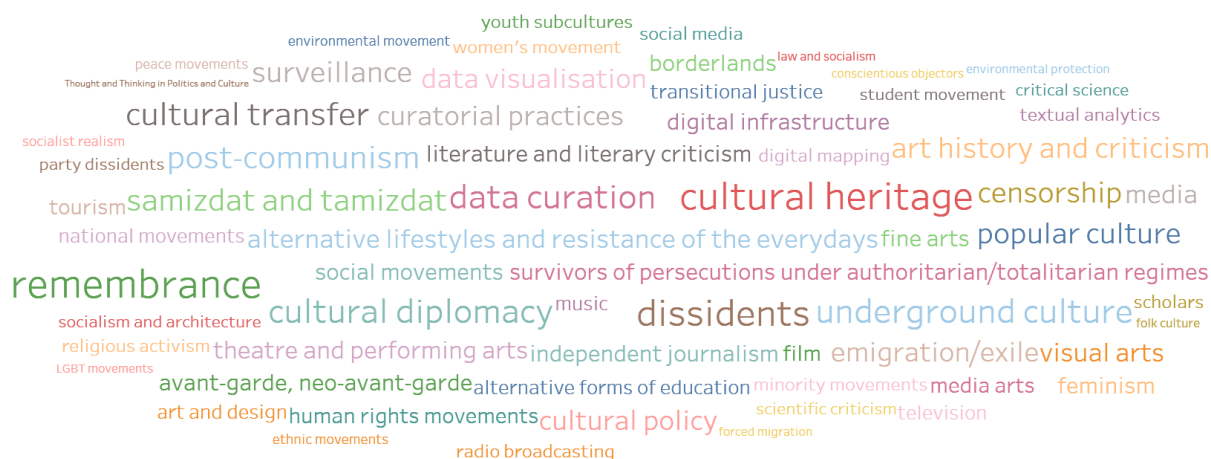 youth subcultures
social media
environmental movement
women's movement
peace movements
surveillance
data visualisation
borderlands
law and socialism
conscientious objectors
environmental protection
Thought and Thinking in Politics and Culture
transitional justice
student movement
critical science
cultural transfer
curatorial practices
digital infrastructure
textual analytics
socialist realism
party dissidents
post-communism
literature and literary criticism
digital mapping
art history and criticism
tourism
samizdat and tamizdat
data curation
cultural heritage
censorship
media
national movements
alternative lifestyles and resistance of the everydays
fine arts
popular culture
remembrance
social movements
survivors of persecutions under authoritarian/totalitarian regimes
socialism and architecture
cultural diplomacy
music
dissidents
underground culture
scholars
folk culture
religious activism
theatre and performing arts
independent journalism
film
emigration/exile
visual arts
LGBT movements
avant-garde, neo-avant-garde
alternative forms of education
minority movements
media arts
feminism
art and design
human rights movements
cultural policy
scientific criticism
television
forced migration
ethnic movements
radio broadcasting